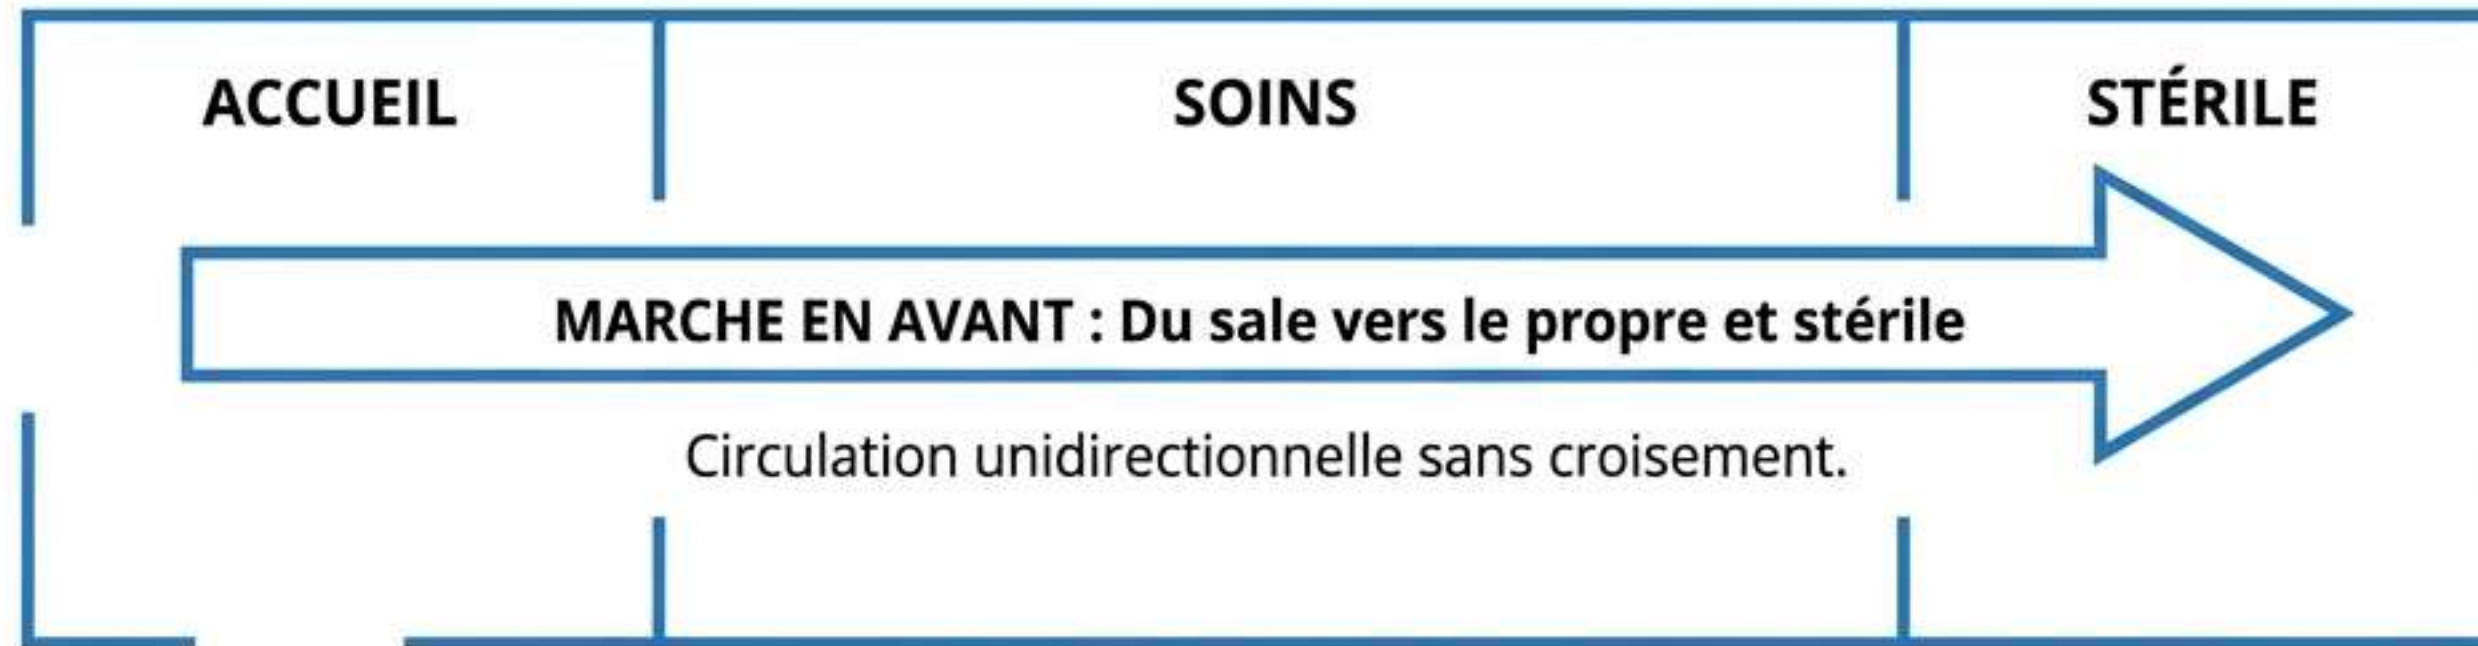 ACCUEIL
SOINS
STÉRILE
MARCHE EN AVANT : Du sale vers le propre et stérile
Circulation unidirectionnelle sans croisement.